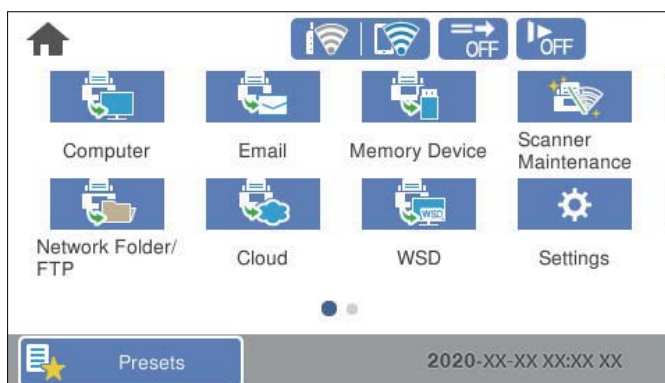 OFF
OFF
Computer
Email
Memory Device
Scanner
Maintenance
WSD
Network Folder/
FTP
Cloud
WSD
Settings
Presets
2020-XX-XX XX:XX XX